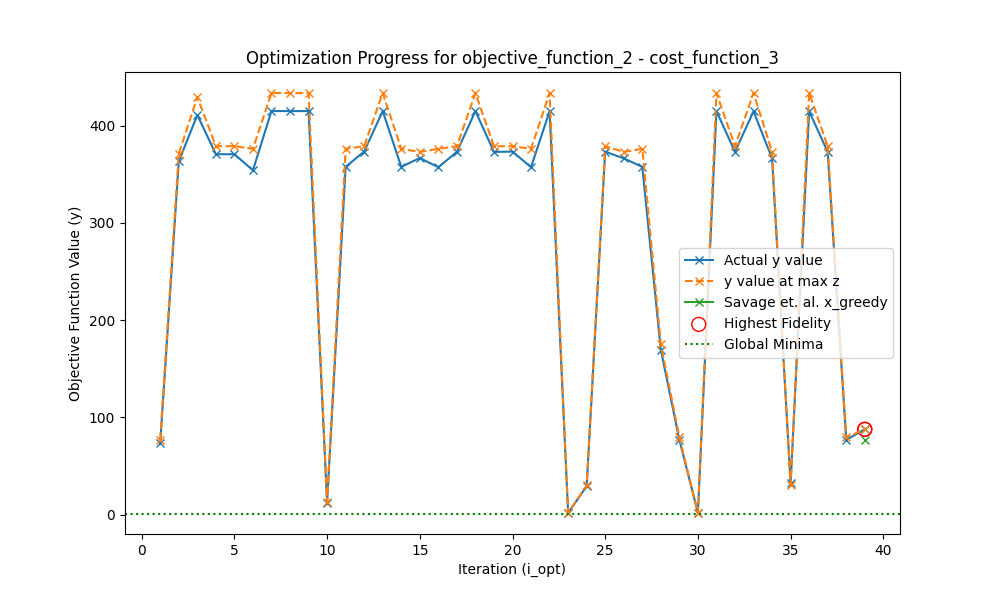 Optimization Progress for objective_function_2 - cost_function_3
Objective Function Value (y)
400
300
200
100
0
Actual y value
y value at max z
Savage et. al. x_greedy
Highest Fidelity
Global Minima
0 5 10 15 20 25 30 35 40
Iteration (i_opt)